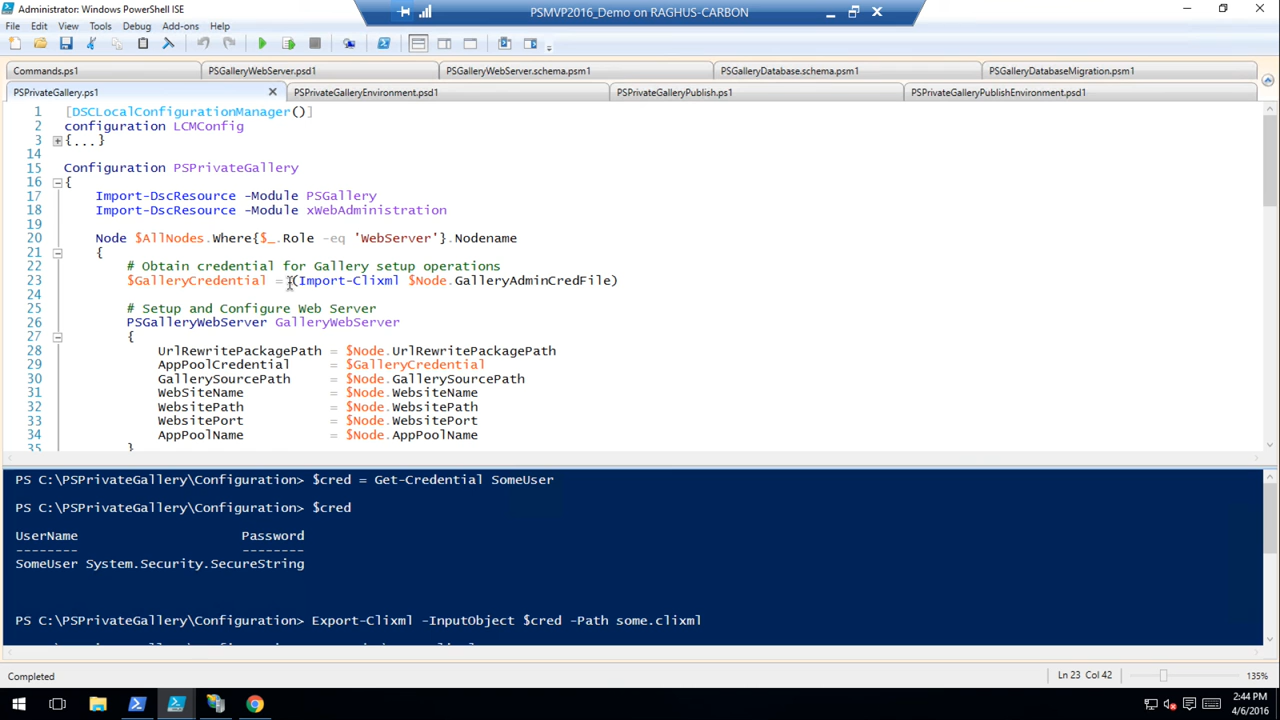 Administrator: Windows PowerShell ISE
PSMVP2016_Demo on RAGHUS-CARBON
File Edit View Tools Debug Add-ons Help
Commands.ps1 PSGalleryWebServer.psd1 PSGalleryWebServer.schema.psm1 PSGalleryDatabase.schema.psm1 PSGalleryDatabaseMigration.psm1
PSPrivateGallery.ps1 PSPrivateGalleryEnvironment.psd1 PSPrivateGalleryPublish.ps1 PSPrivateGalleryPublishEnvironment.psd1
1 [DSCLocalConfigurationManager()]
2 configuration LCMConfig
3 {...}
14
15 Configuration PSPrivateGallery
16 {
17 Import-DscResource -Module PSGallery
18 Import-DscResource -Module xWebAdministration
19
20 Node $AllNodes.Where{$_.Role -eq 'WebServer'}.Nodename
21 {
22 # Obtain credential for Gallery setup operations
23 $GalleryCredential = (Import-Clixml $Node.GalleryAdminCredFile)
24
25 # Setup and Configure Web Server
26 PSGalleryWebServer GalleryWebServer
27 {
28 UrlRewritePackagePath = $Node.UrlRewritePackagePath
29 AppPoolCredential = $GalleryCredential
30 GallerySourcePath = $Node.GallerySourcePath
31 WebSiteName = $Node.WebsiteName
32 WebsitePath = $Node.WebsitePath
33 WebsitePort = $Node.WebsitePort
34 AppPoolName = $Node.AppPoolName
35 }
PS C:\PSPrivateGallery\Configuration> $cred = Get-Credential SomeUser
PS C:\PSPrivateGallery\Configuration> $cred
UserName Password
-------- --------
SomeUser System.Security.SecureString
PS C:\PSPrivateGallery\Configuration> Export-Clixml -InputObject $cred -Path some.clixml
Completed
Ln 23 Col 42
135%
2:44 PM
4/6/2016